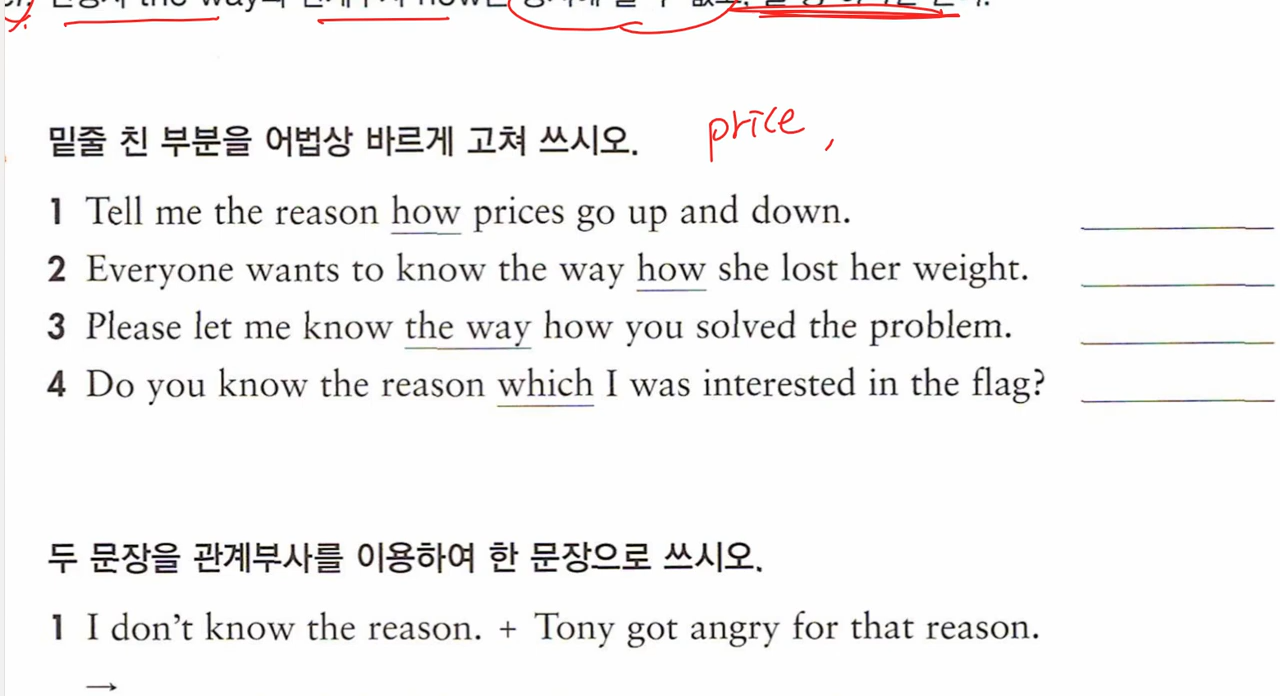 the way how
밑줄 친 부분을 어법상 바르게 고쳐 쓰시오. price,
1 Tell me the reason how prices go up and down.
2 Everyone wants to know the way how she lost her weight.
3 Please let me know the way how you solved the problem.
4 Do you know the reason which I was interested in the flag?
두 문장을 관계부사를 이용하여 한 문장으로 쓰시오.
1 I don't know the reason. + Tony got angry for that reason.
→